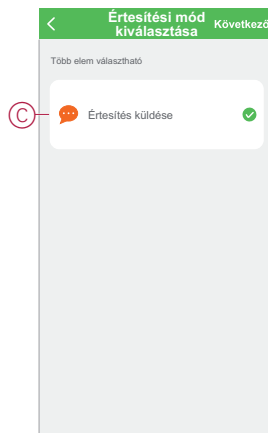 Értesítési mód
kiválasztása
Következő
Több elem választható
C
Értesítés küldése